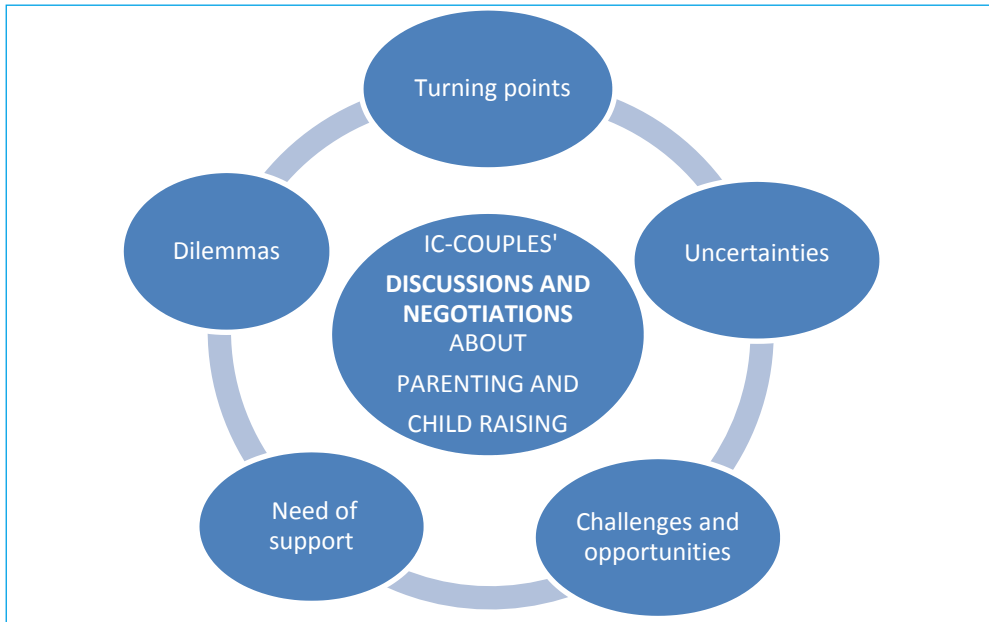 Turning points
Dilemmas
Uncertainties
IC-COUPLES'
DISCUSSIONS AND
NEGOTIATIONS
ABOUT
PARENTING AND
CHILD RAISING
Need of
support
Challenges and
opportunities